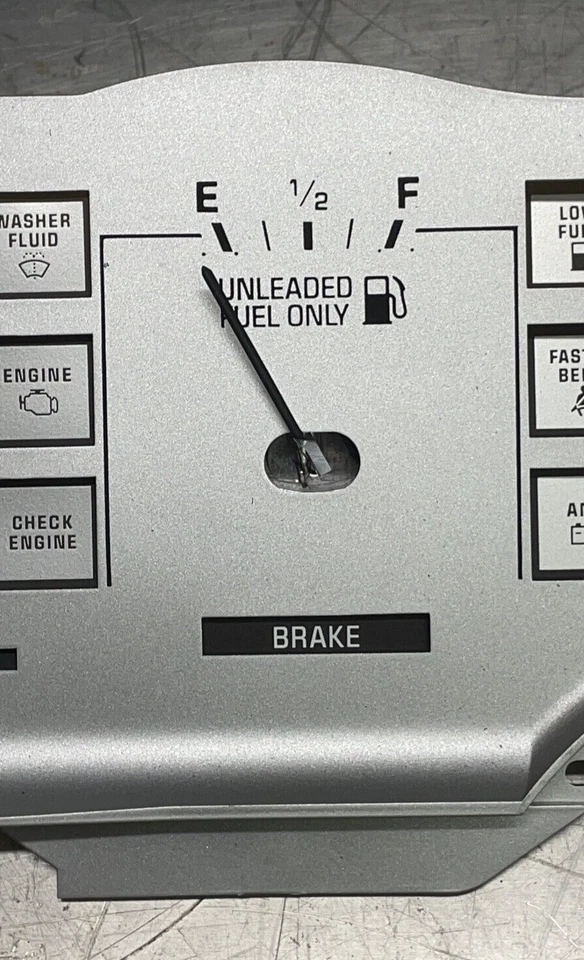 E ½ F
WASHER
FLUID
UNLEADED
FUEL ONLY
ENGINE
CHECK
ENGINE
BRAKE